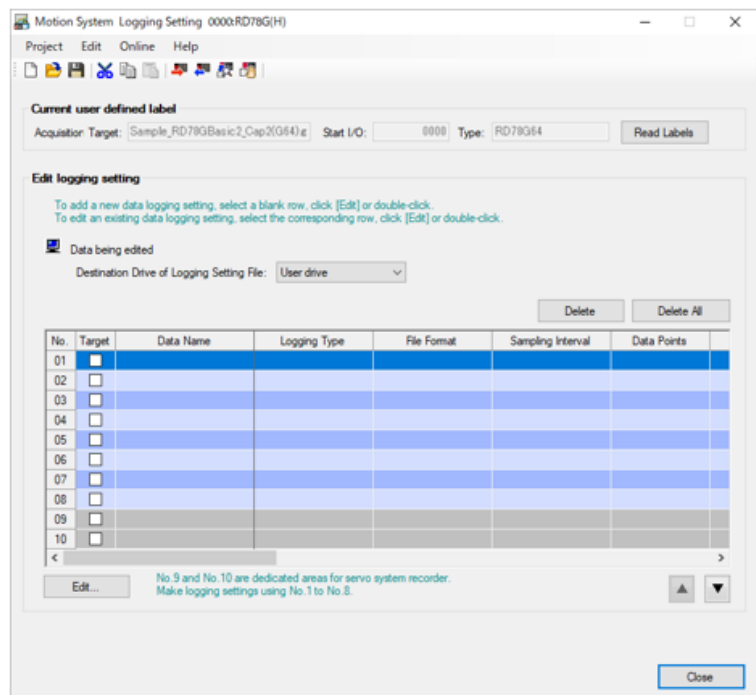 Motion System Logging Setting 0000:RD78G(H)
Project Edit Online Help
Current user defined label
Acquisition Target: Sample_RD78GBasic2_Cap2(G64) Start I/O: 0000 Type: RD78G64 Read Labels
Edit logging setting
To add a new data logging setting, select a blank row, click [Edit] or double-click.
To edit an existing data logging setting, select the corresponding row, click [Edit] or double-click.
Data being edited
Destination Drive of Logging Setting File: User drive
Delete Delete All
No. Target Data Name Logging Type File Format Sampling Interval Data Points
01
02
03
04
05
06
07
08
09
10
Edit... No.9 and No.10 are dedicated areas for servo system recorder.
Make logging settings using No.1 to No.8.
Close